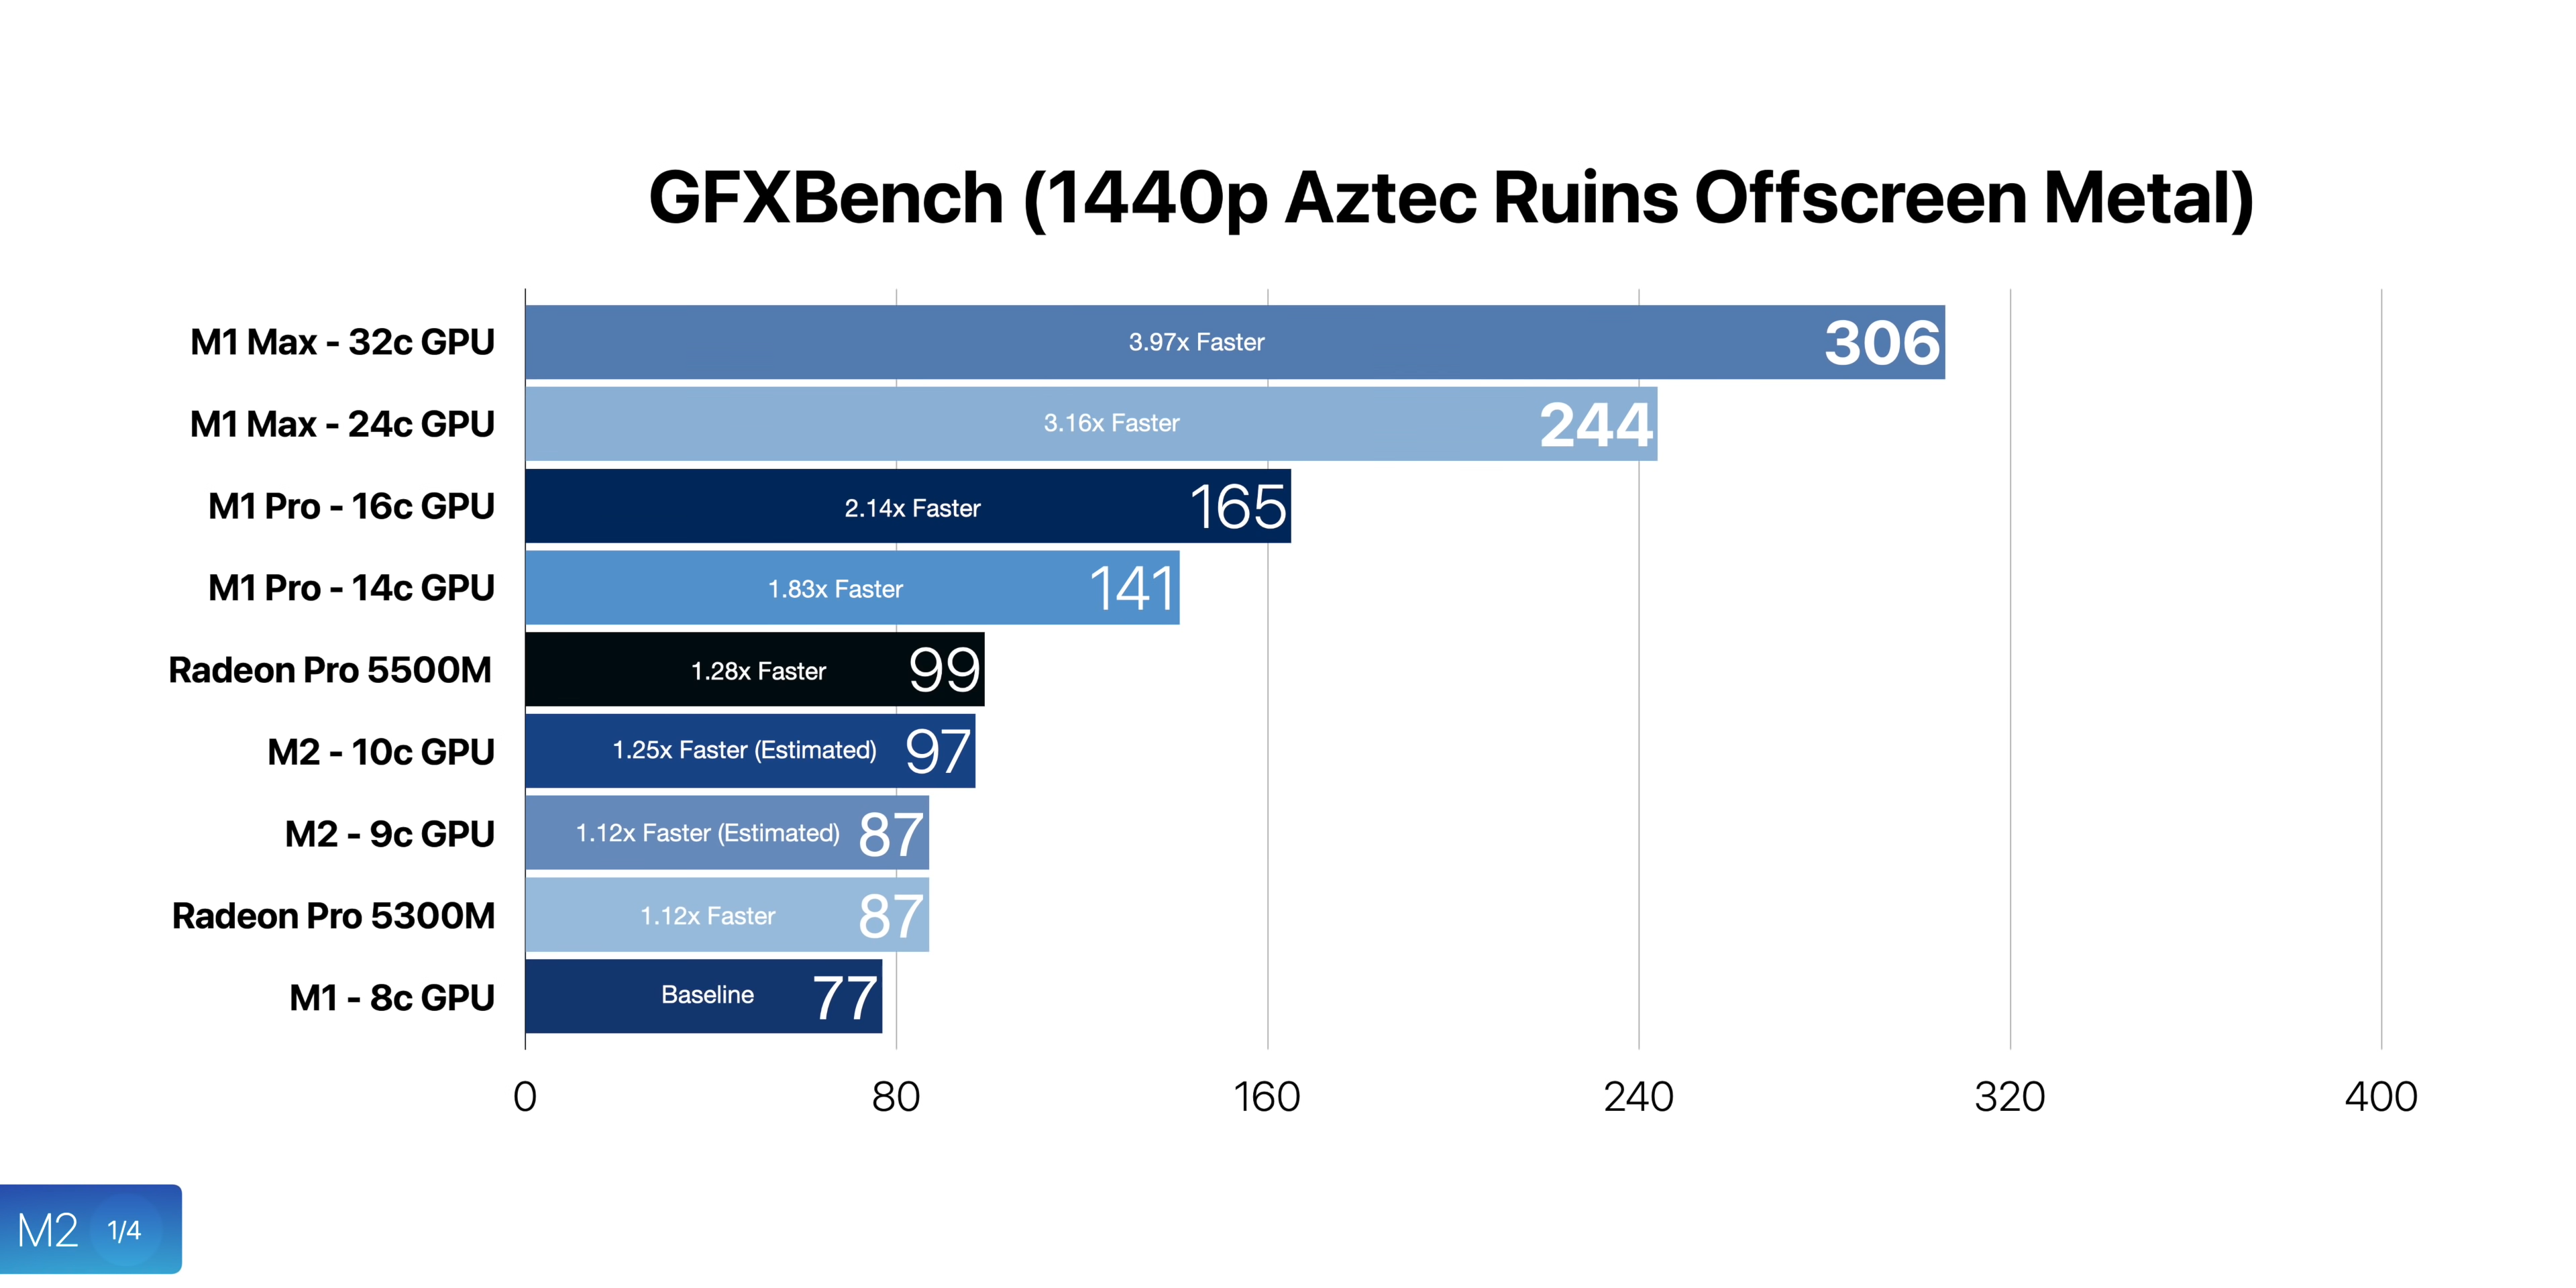 GFXBench (1440p Aztec Ruins Offscreen Metal)
M1 Max - 32c GPU 3.97x Faster 306
M1 Max - 24c GPU 3.16x Faster 244
M1 Pro - 16c GPU 2.14x Faster 165
M1 Pro - 14c GPU 1.83x Faster 141
Radeon Pro 5500M 1.28x Faster 99
M2 - 10c GPU 1.25x Faster (Estimated) 97
M2 - 9c GPU 1.12x Faster (Estimated) 87
Radeon Pro 5300M 1.12x Faster 87
M1 - 8c GPU Baseline 77
0 80 160 240 320 400
M2 1/4